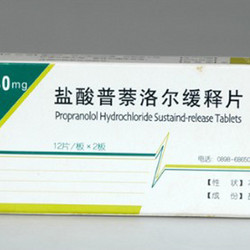 0mg
盐酸普萘洛尔缓释片
Propranolol Hydrochloride Sustaind-release Tablets
12片/板×2板
电话: 0898-6865
【性 状】
【成 份】